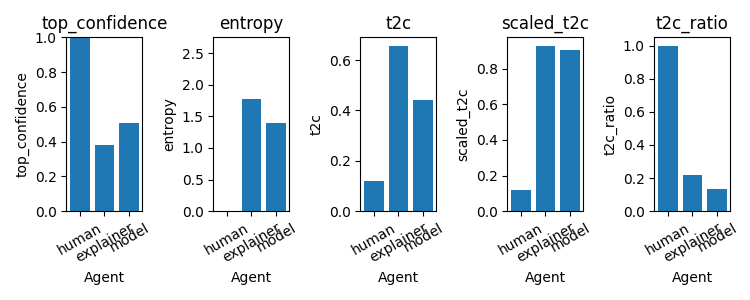 top_confidence
entropy
t2c
scaled_t2c
t2c_ratio
top_confidence
1.0
0.8
0.6
0.4
0.2
0.0
human
explainer
model
Agent
entropy
2.5
2.0
1.5
1.0
0.5
0.0
human
explainer
model
Agent
t2c
0.6
0.4
0.2
0.0
human
explainer
model
Agent
scaled_t2c
0.8
0.6
0.4
0.2
0.0
human
explainer
model
Agent
t2c_ratio
1.0
0.8
0.6
0.4
0.2
0.0
human
explainer
model
Agent